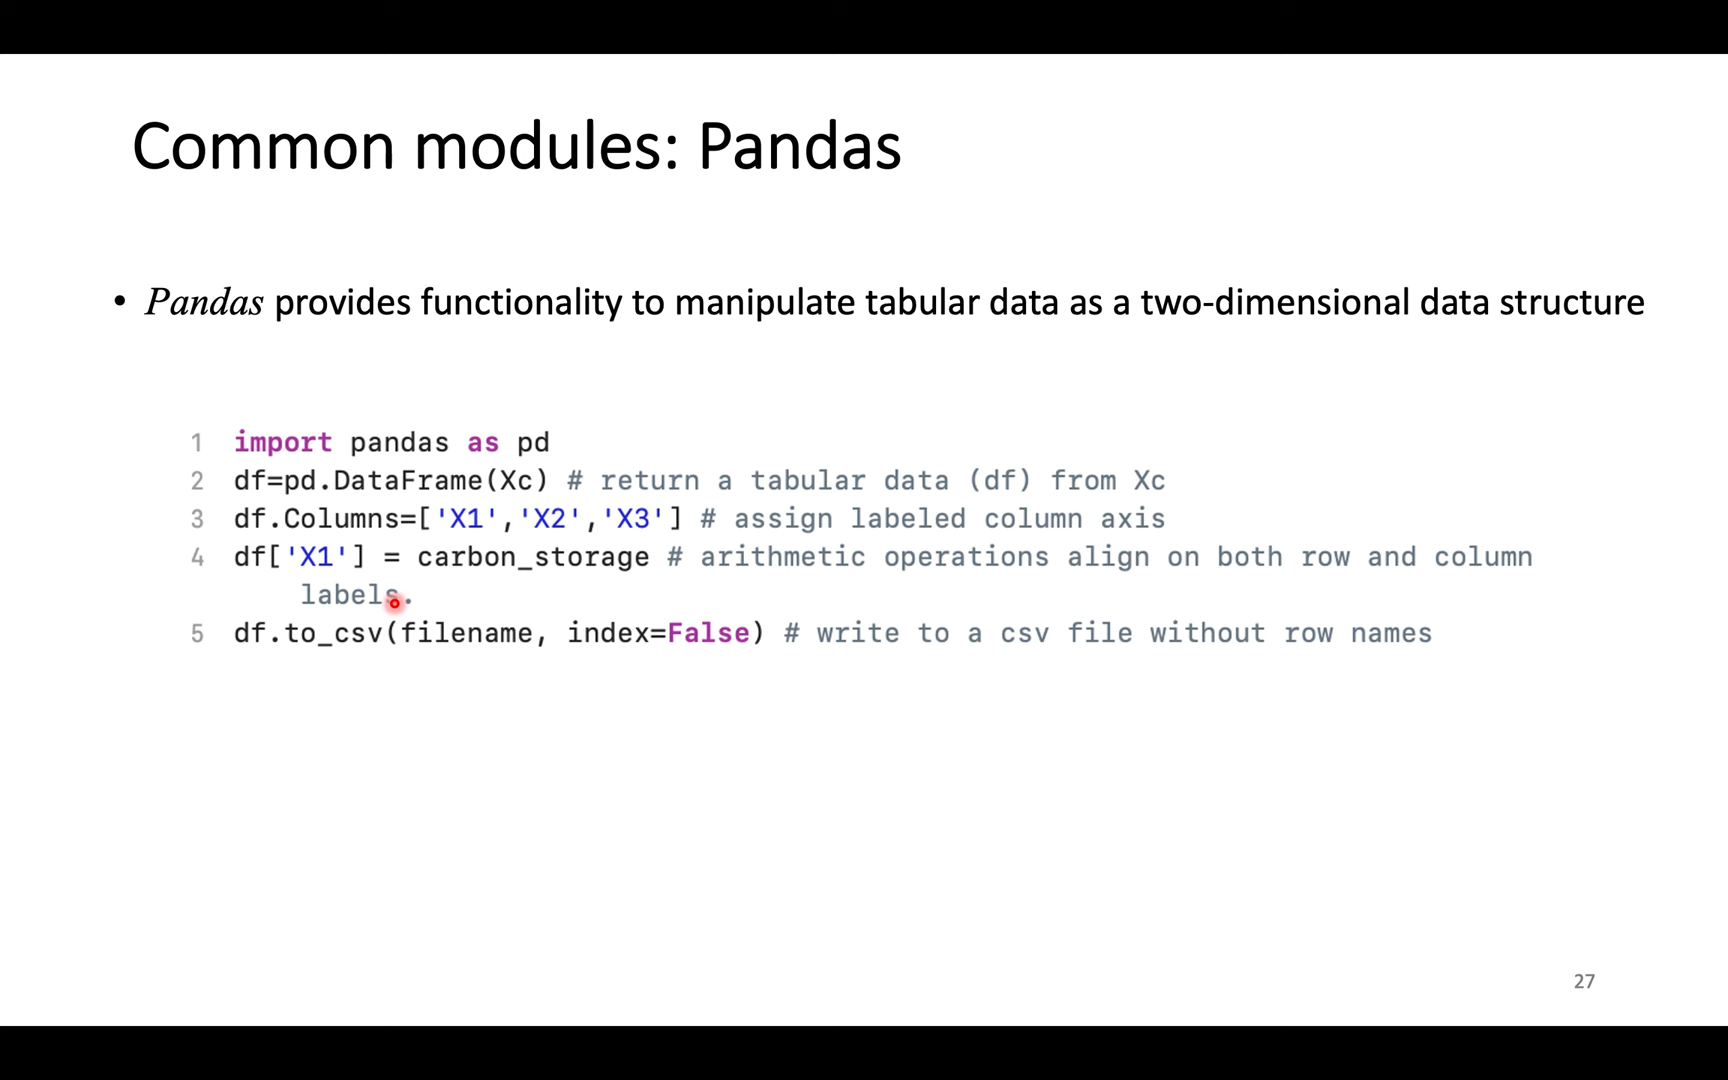 Common modules: Pandas
• Pandas provides functionality to manipulate tabular data as a two-dimensional data structure
1 import pandas as pd
2 df=pd.DataFrame(Xc) # return a tabular data (df) from Xc
3 df.Columns=['X1','X2','X3'] # assign labeled column axis
4 df['X1'] = carbon_storage # arithmetic operations align on both row and column
labels.
5 df.to_csv(filename, index=False) # write to a csv file without row names
27